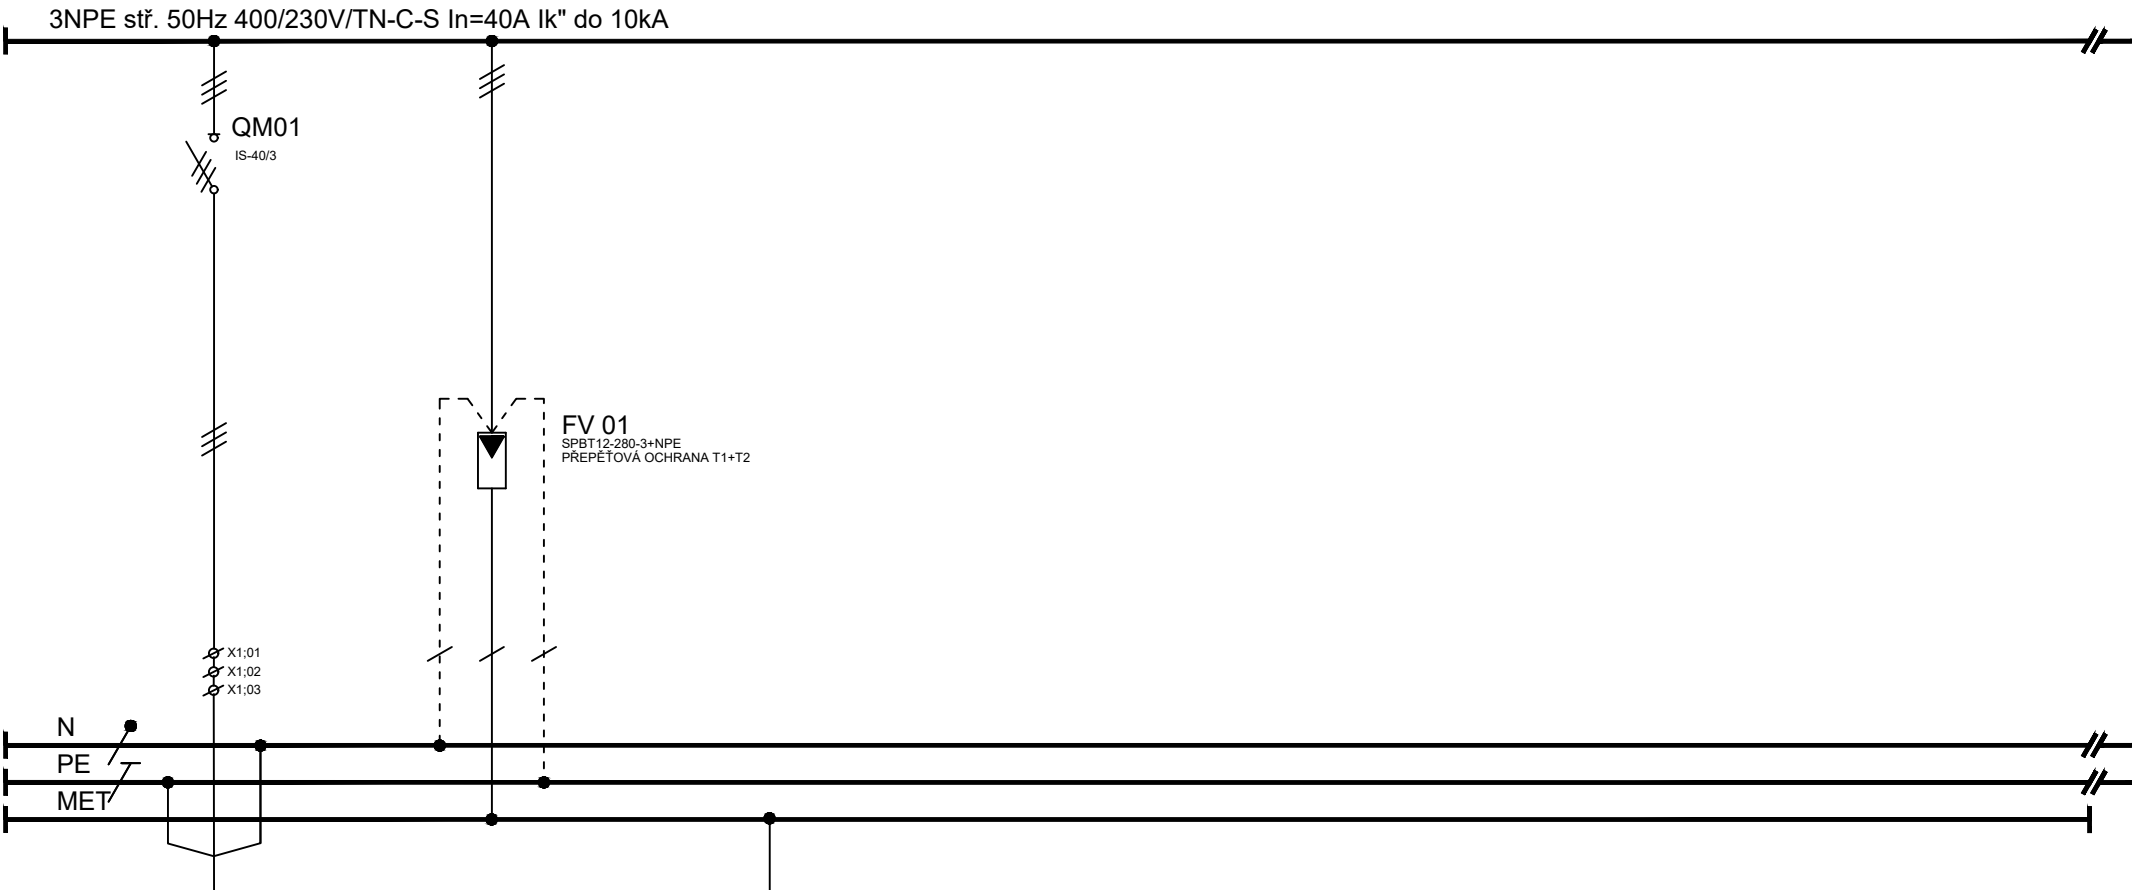 3NPE stř. 50Hz 400/230V/TN-C-S In=40A Ik" do 10kA
QM01
IS-40/3
FV 01
SPBT12-280-3+NPE
PŘEPĚŤOVÁ OCHRANA T1+T2
X1;01
X1;02
X1;03
N
PE
MET